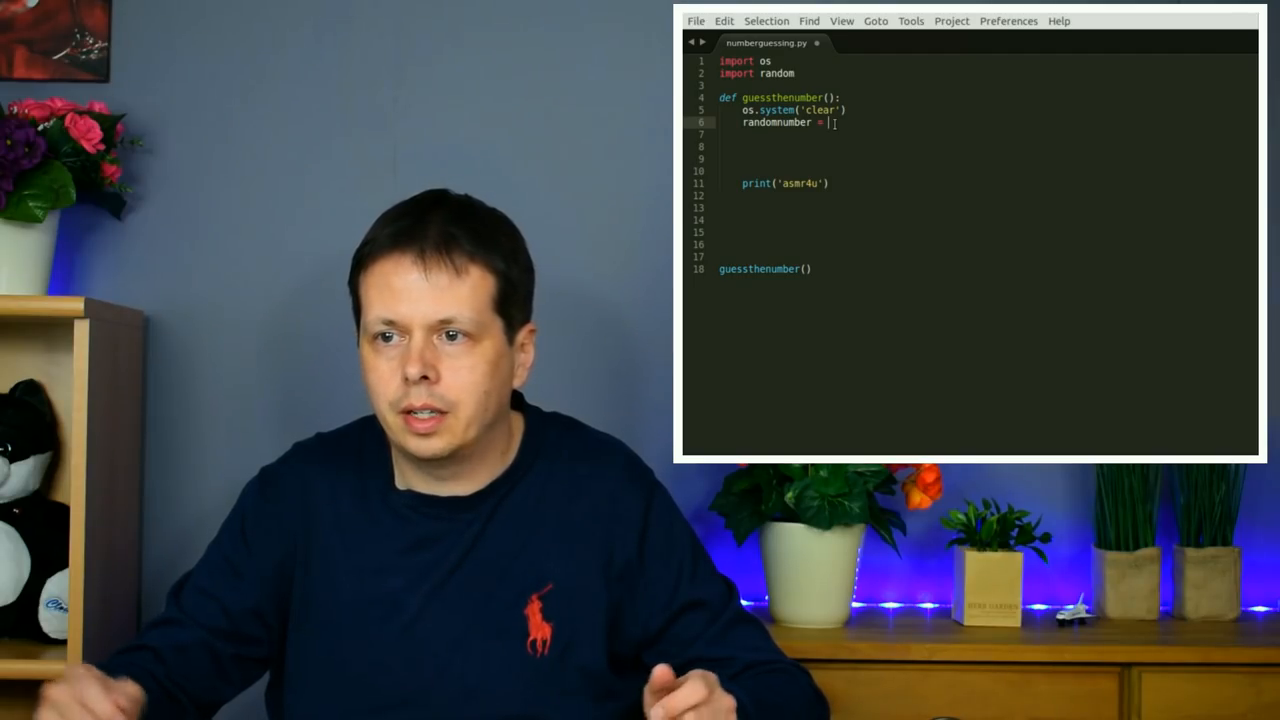 File Edit Selection Find View Goto Tools Project Preferences Help
numberguessing.py
1 import os
2 import random
3
4 def guessthenumber():
5 os.system('clear')
6 randomnumber =
7
8
9
10
11 print('asmr4u')
12
13
14
15
16
17
18 guessthenumber()
HERB GARDEN